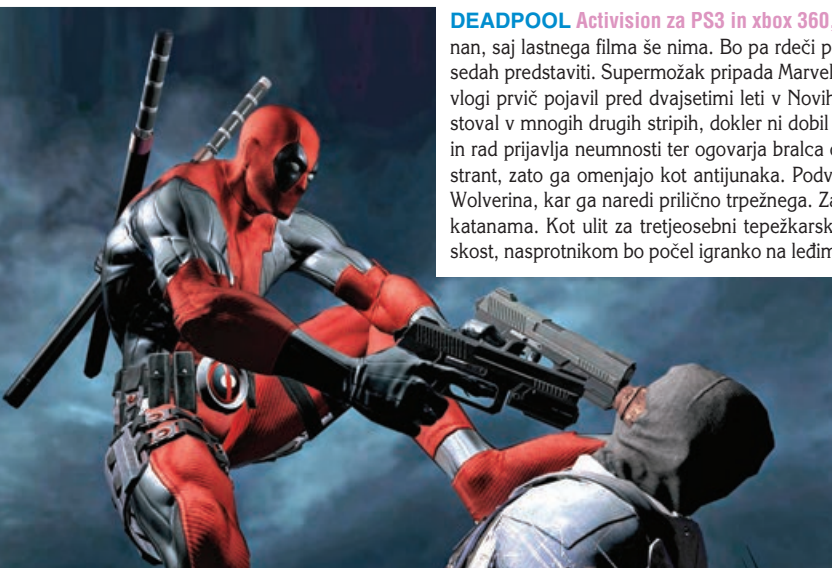 DEADPOOL Activision za PS3 in xbox 360,
nan, saj lastnega filma še nima. Bo pa rdeči p
sedah predstaviti. Supermožak pripada Marvel
vlogi prvič pojavil pred dvajsetimi leti v Novih
stoval v mnogih drugih stripih, dokler ni dobil
in rad prijavlja neumnosti ter ogovarja bralca
strant, zato ga omenjajo kot antijunaka. Podv
Wolverina, kar ga naredi prilično trpežnega. Za
katanama. Kot ulit za tretjeosebni tepežkarsk
skost, nasprotnikom bo počel igranko na leđim